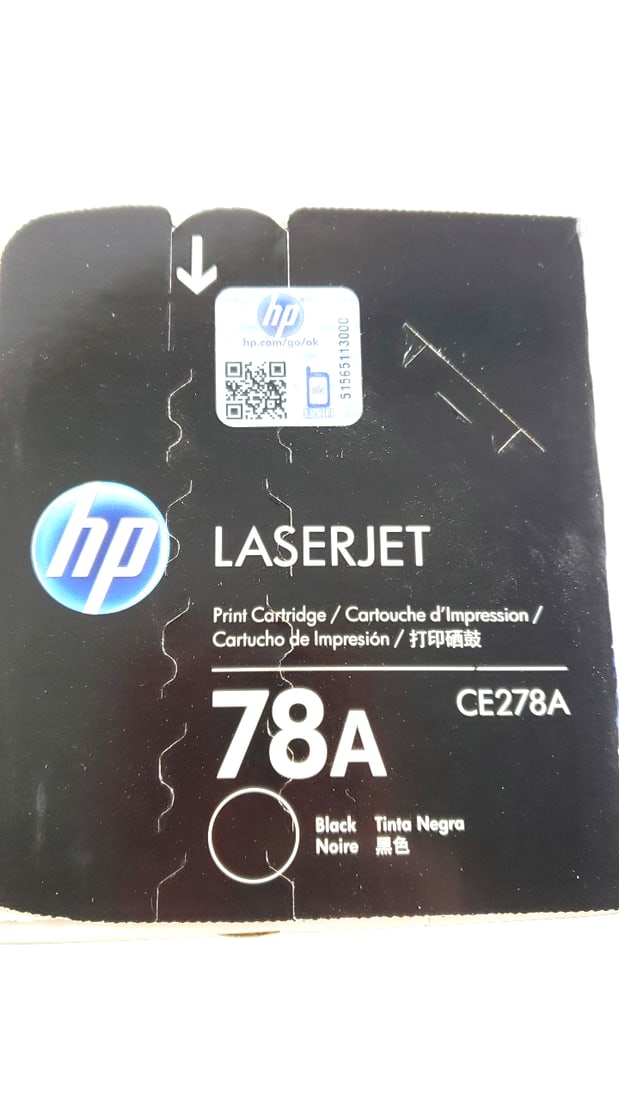 hp
hp.com/go/ok
51565113000
OK
hp
LASERJET
Print Cartridge / Cartouche d'Impression /
Cartucho de Impresión / 打印硒鼓
78A
CE278A
Black Tinta Negra
Noire 黑色